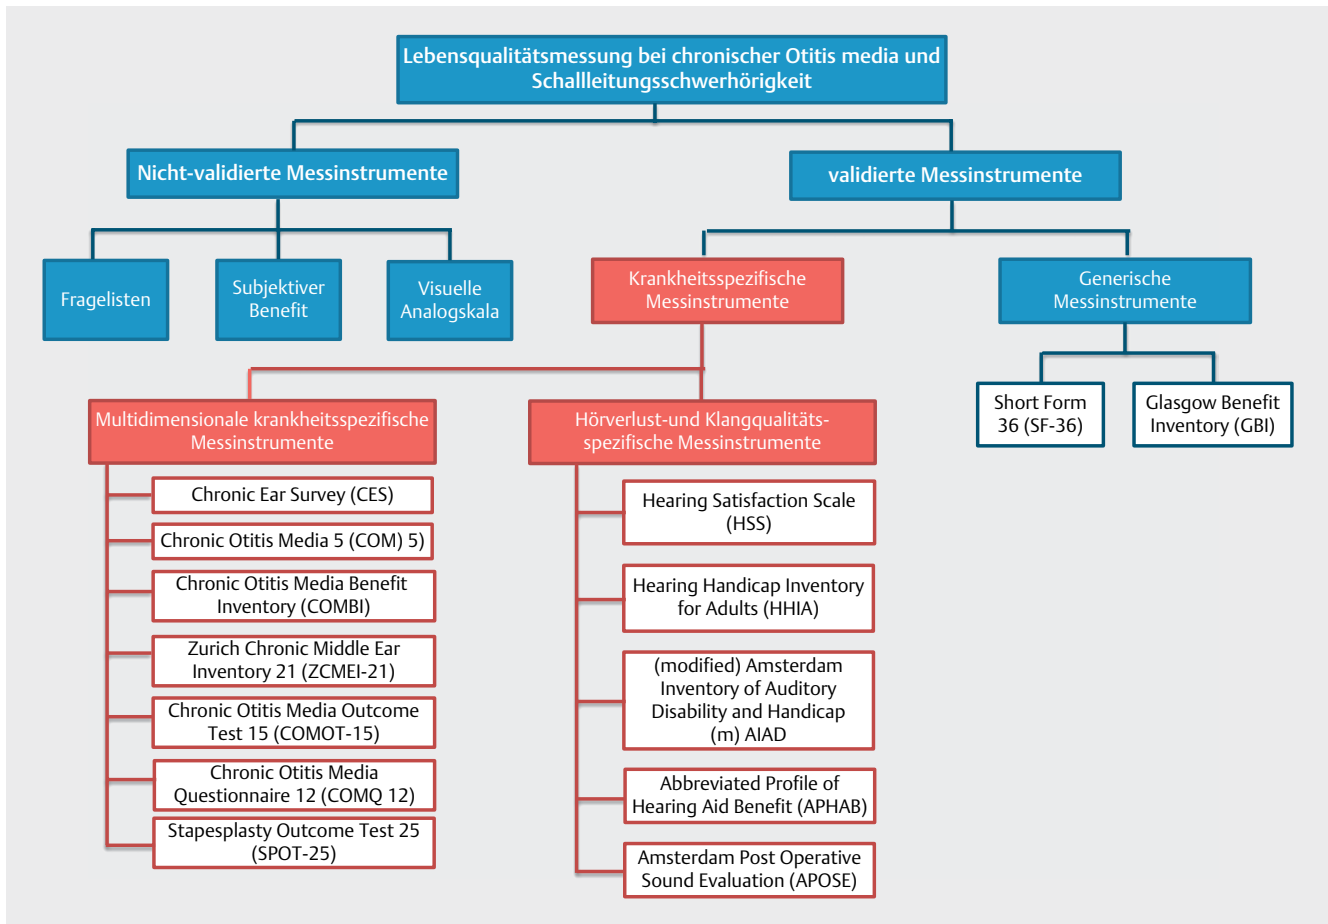 Lebensqualitätsmessung bei chronischer Otitis media und
Schallleitungsschwerhörigkeit
Nicht-validierte Messinstrumente
validierte Messinstrumente
Fragelisten
Subjektiver
Benefit
Visuelle
Analogskala
Krankheitsspezifische
Messinstrumente
Generische
Messinstrumente
Short Form
36 (SF-36)
Glasgow Benefit
Inventory (GBI)
Multidimensionale krankheitsspezifische
Messinstrumente
Chronic Ear Survey (CES)
Chronic Otitis Media 5 (COM) 5)
Chronic Otitis Media Benefit
Inventory (COMBI)
Zurich Chronic Middle Ear
Inventory 21 (ZCMEI-21)
Chronic Otitis Media Outcome
Test 15 (COMOT-15)
Chronic Otitis Media
Questionnaire 12 (COMQ 12)
Stapesplasty Outcome Test 25
(SPOT-25)
Hörverlust-und Klangqualitäts-
spezifische Messinstrumente
Hearing Satisfaction Scale
(HSS)
Hearing Handicap Inventory
for Adults (HHIA)
(modified) Amsterdam
Inventory of Auditory
Disability and Handicap
(m) AIAD
Abbreviated Profile of
Hearing Aid Benefit (APHAB)
Amsterdam Post Operative
Sound Evaluation (APOSE)